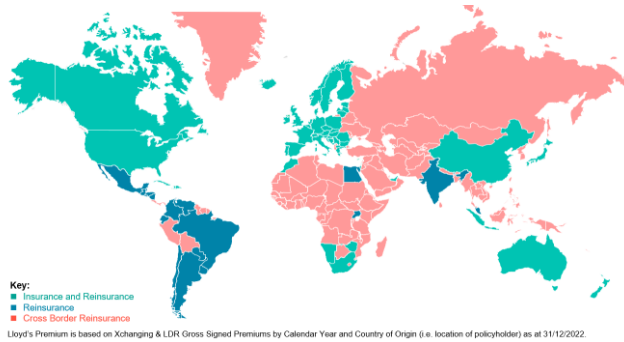 Key:
Insurance and Reinsurance
Reinsurance
Cross Border Reinsurance
Lloyd's Premium is based on Xchanging & LDR Gross Signed Premiums by Calendar Year and Country of Origin (i.e. location of policyholder) as at 31/12/2022.